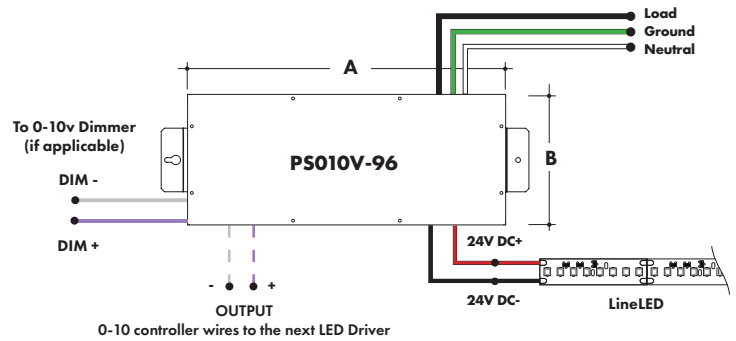 Load
Ground
Neutral
A
To 0-10v Dimmer
(if applicable)
DIM -
DIM +
PS010V-96
B
24V DC+
24V DC-
LineLED
- +
OUTPUT
0-10 controller wires to the next LED Driver